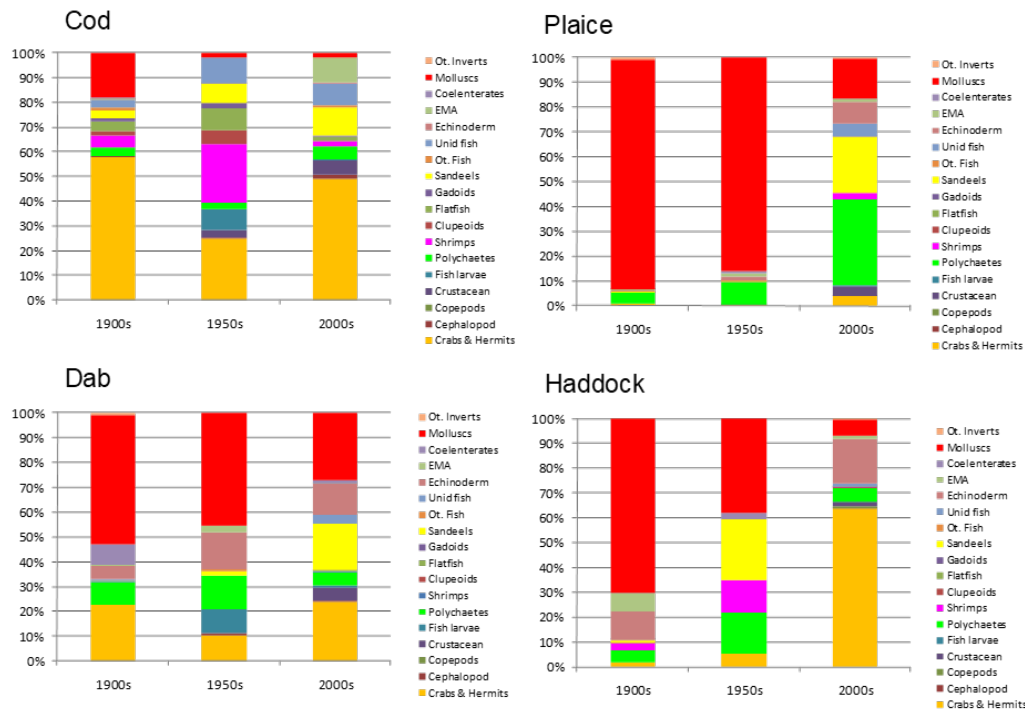 Cod
100%
90%
80%
70%
60%
50%
40%
30%
20%
10%
0%
1900s 1950s 2000s
Ot. Inverts
Molluscs
Coelenterates
EMA
Echinoderm
Unid fish
Ot. Fish
Sandeels
Gadoids
Flatfish
Clupeoids
Shrimps
Polychaetes
Fish larvae
Crustacean
Copepods
Cephalopod
Crabs & Hermits
Plaice
100%
90%
80%
70%
60%
50%
40%
30%
20%
10%
0%
1900s 1950s 2000s
Ot. Inverts
Molluscs
Coelenterates
EMA
Echinoderm
Unid fish
Ot. Fish
Sandeels
Gadoids
Flatfish
Clupeoids
Shrimps
Polychaetes
Fish larvae
Crustacean
Copepods
Cephalopod
Crabs & Hermits
Dab
100%
90%
80%
70%
60%
50%
40%
30%
20%
10%
0%
1900s 1950s 2000s
Ot. Inverts
Molluscs
Coelenterates
EMA
Echinoderm
Unid fish
Ot. Fish
Sandeels
Gadoids
Flatfish
Clupeoids
Shrimps
Polychaetes
Fish larvae
Crustacean
Copepods
Cephalopod
Crabs & Hermits
Haddock
100%
90%
80%
70%
60%
50%
40%
30%
20%
10%
0%
1900s 1950s 2000s
Ot. Inverts
Molluscs
Coelenterates
EMA
Echinoderm
Unid fish
Ot. Fish
Sandeels
Gadoids
Flatfish
Clupeoids
Shrimps
Polychaetes
Fish larvae
Crustacean
Copepods
Cephalopod
Crabs & Hermits